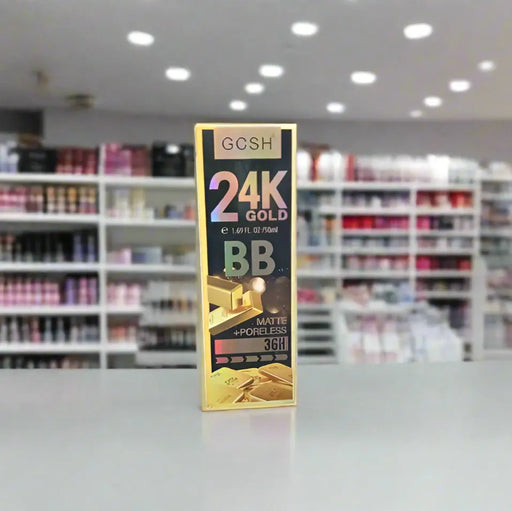 GCSH
24K
GOLD
e 1.69 FL OZ /50ml
BB
MATTE
+PORELESS
36H